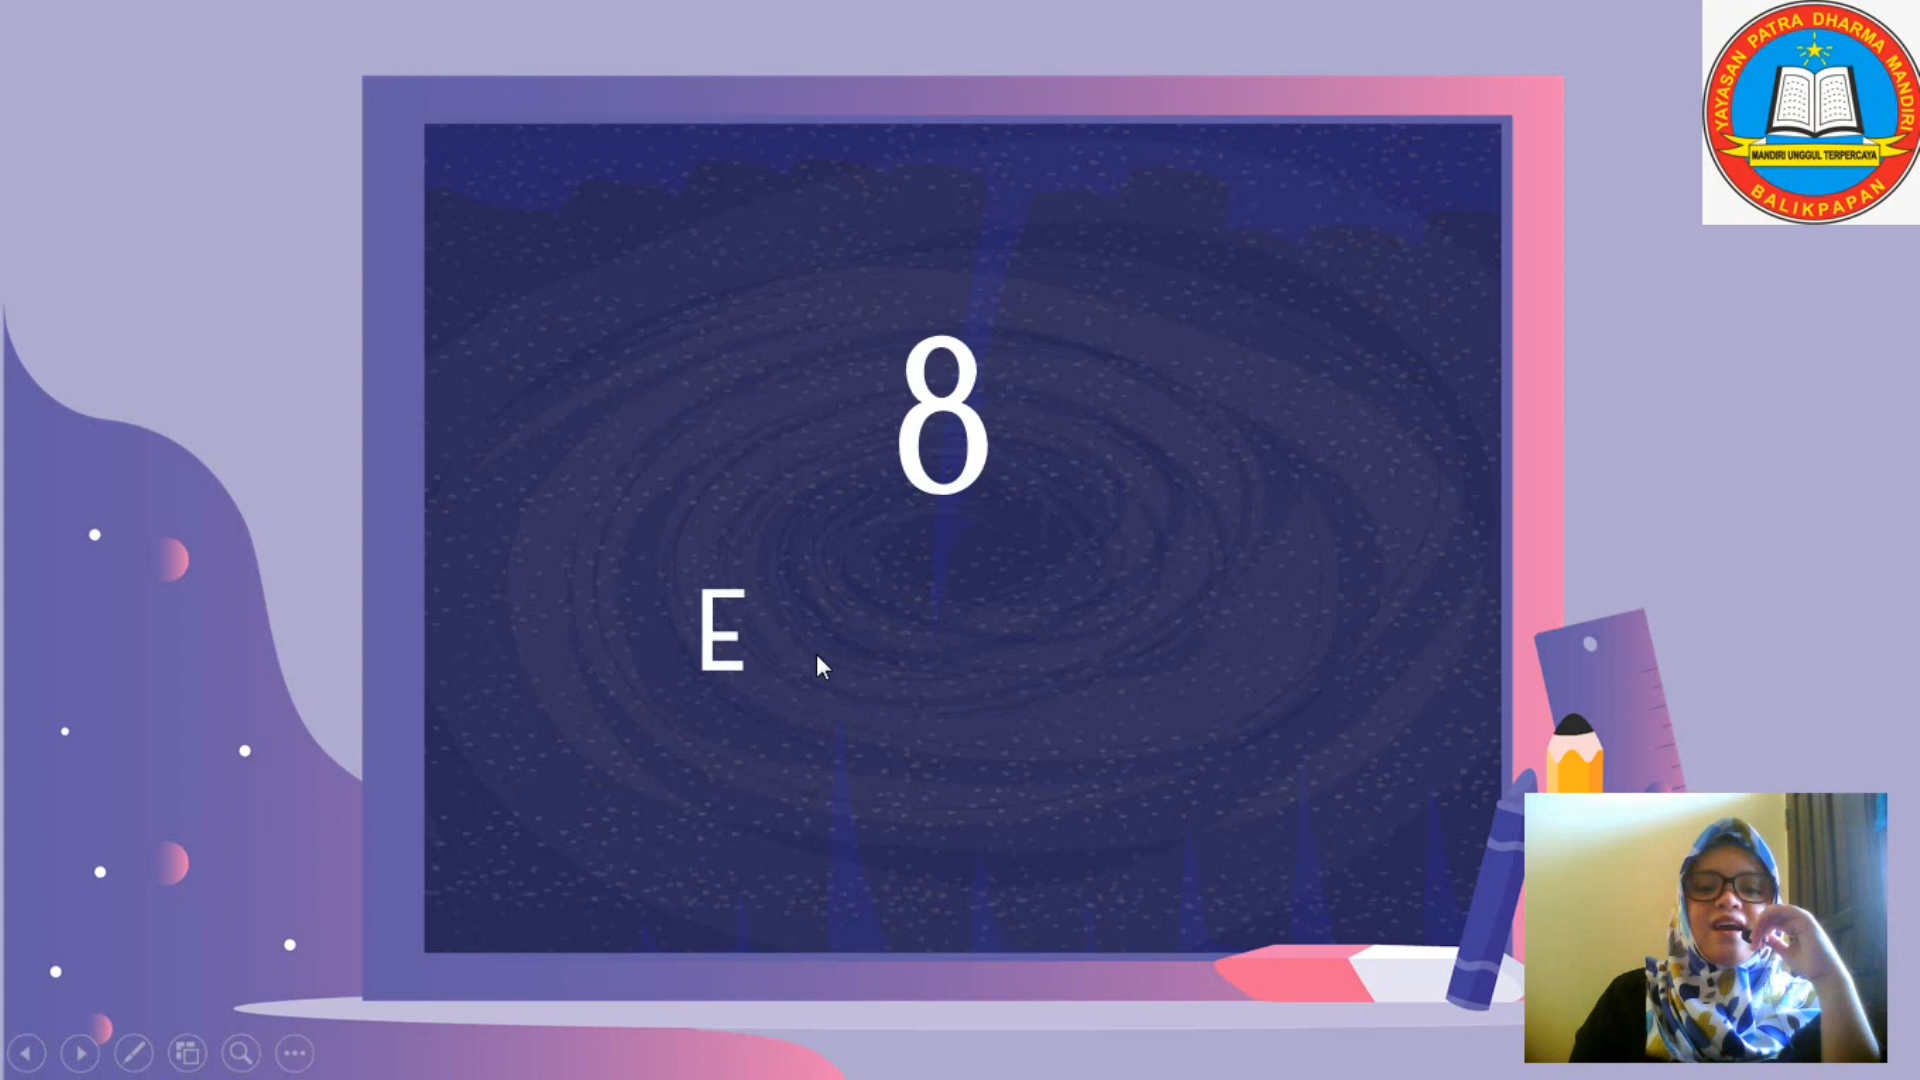 8
E
YAYASAN PATRA DHARMA MANDIRI
MANDIRI UNGGUL TERPERCAYA
BALIKPAPAN